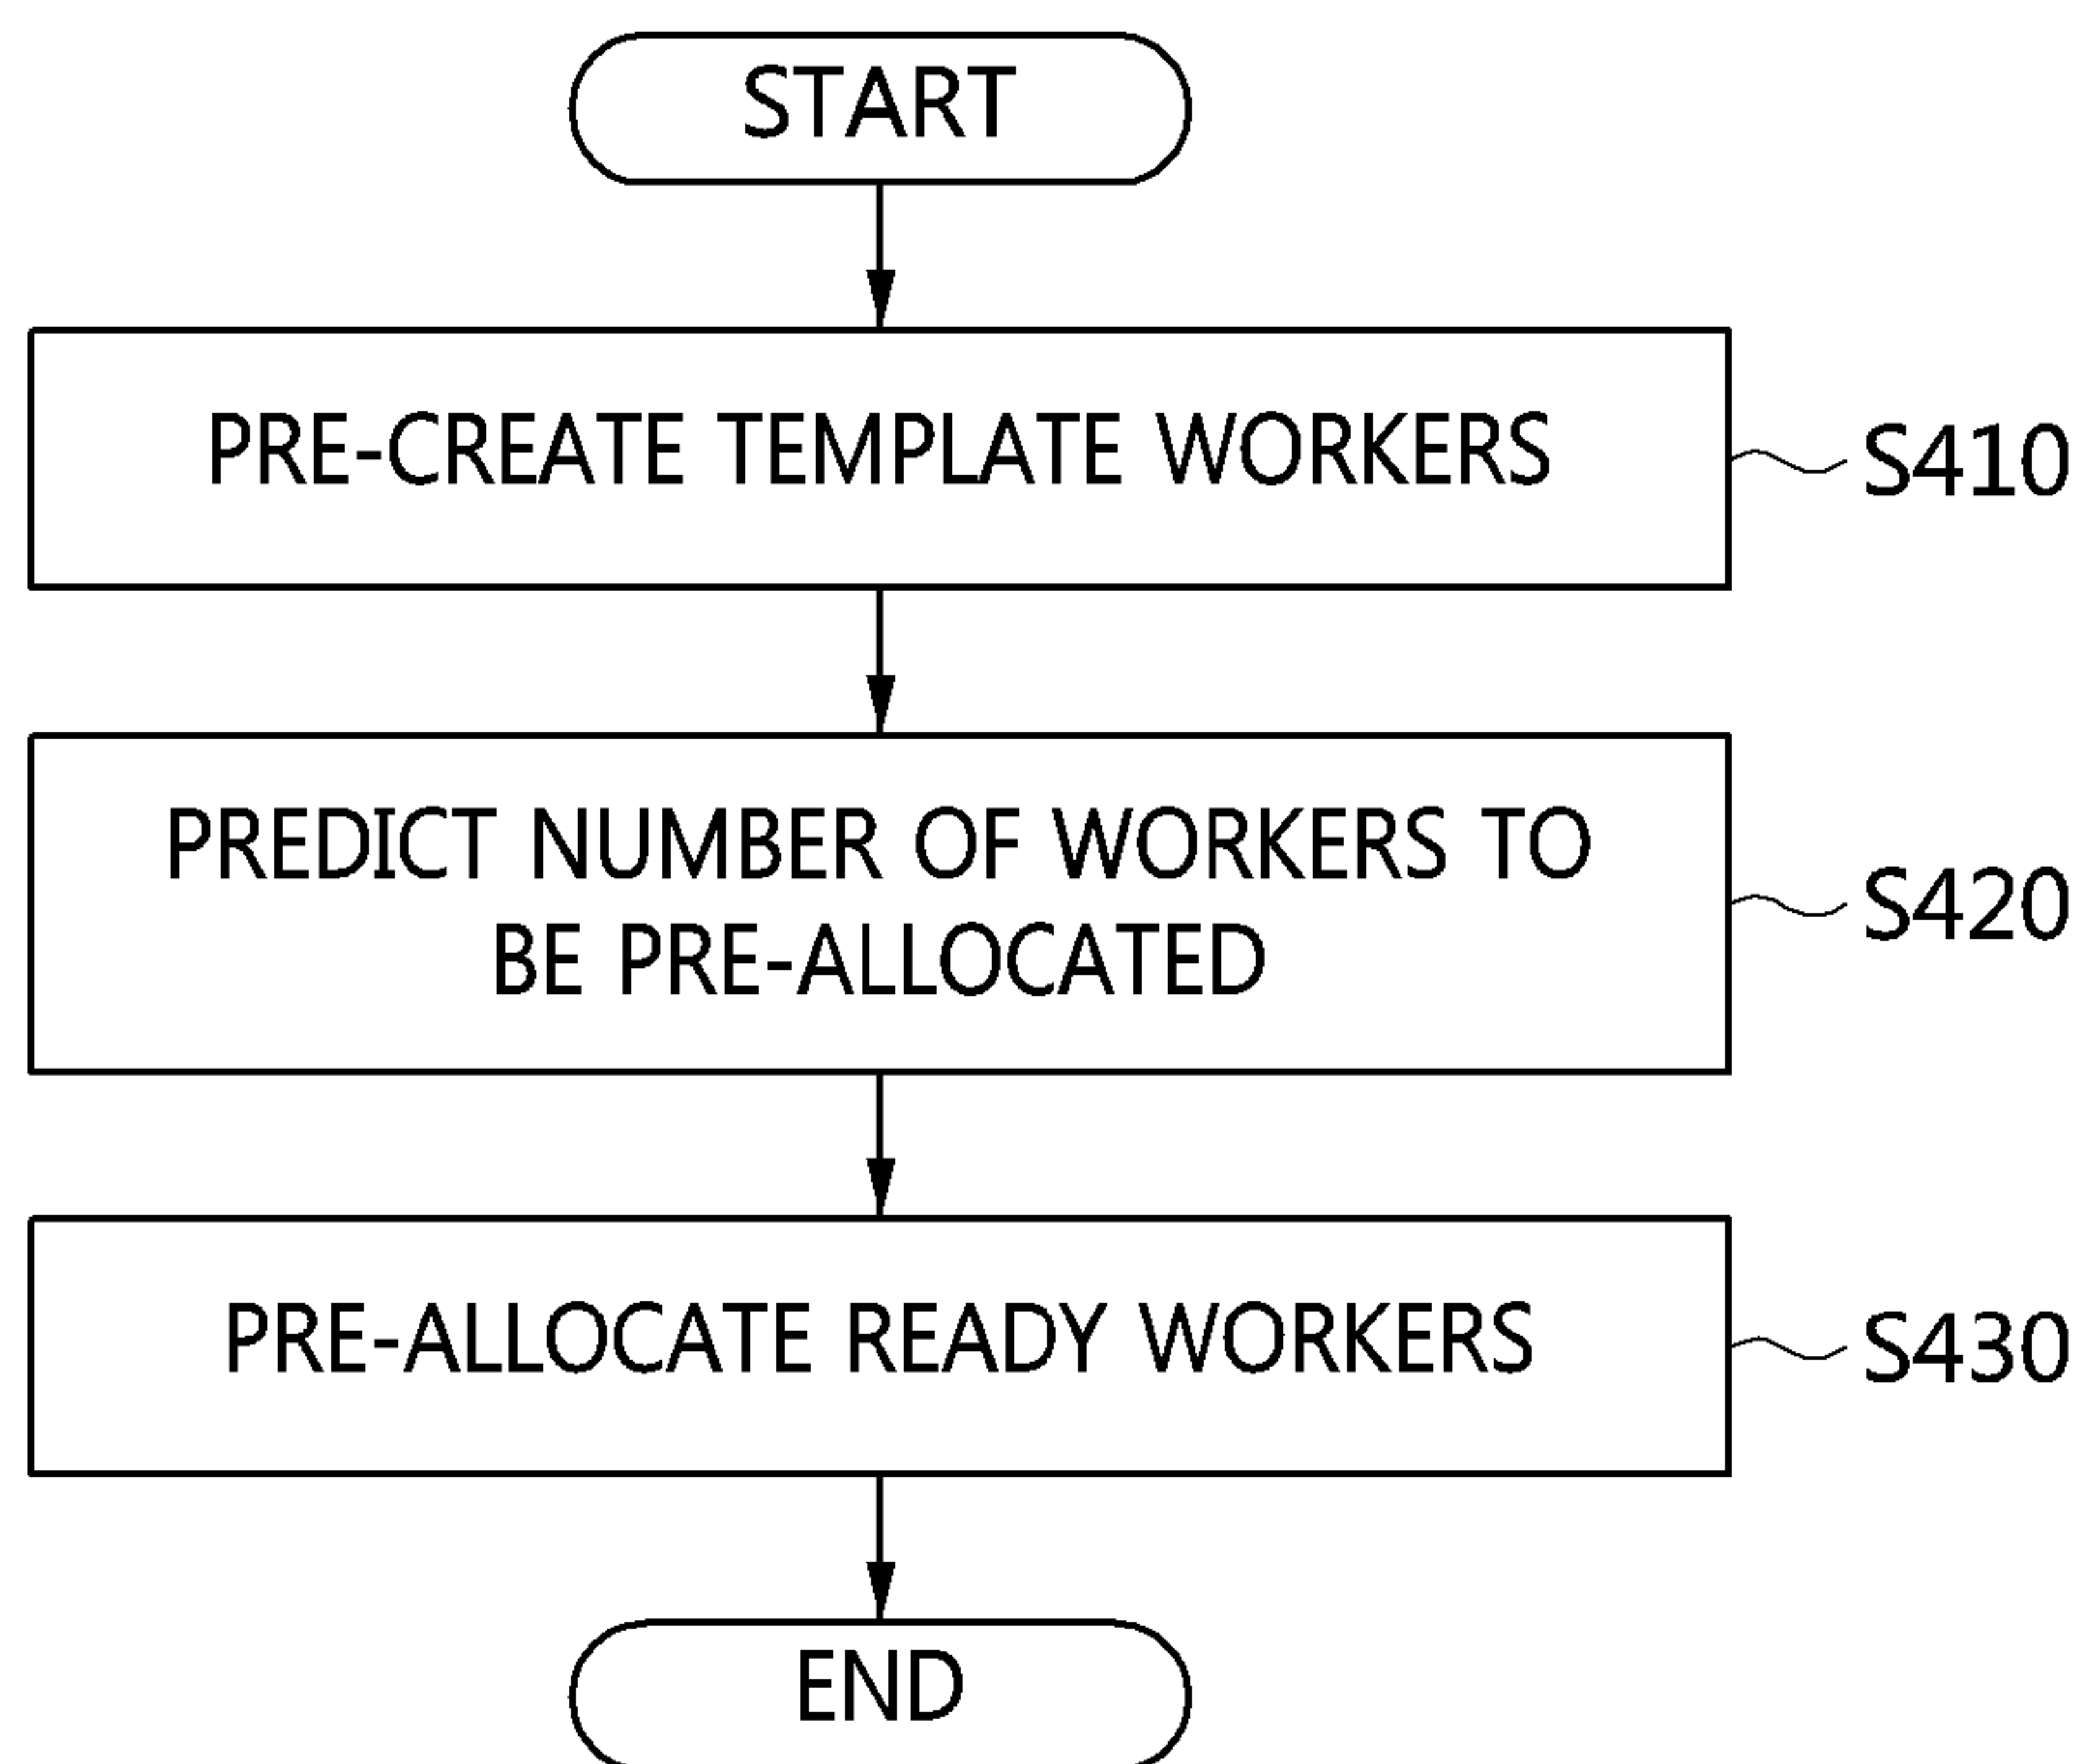 START
PRE-CREATE TEMPLATE WORKERS
S410
PREDICT NUMBER OF WORKERS TO
BE PRE-ALLOCATED
S420
PRE-ALLOCATE READY WORKERS
S430
END